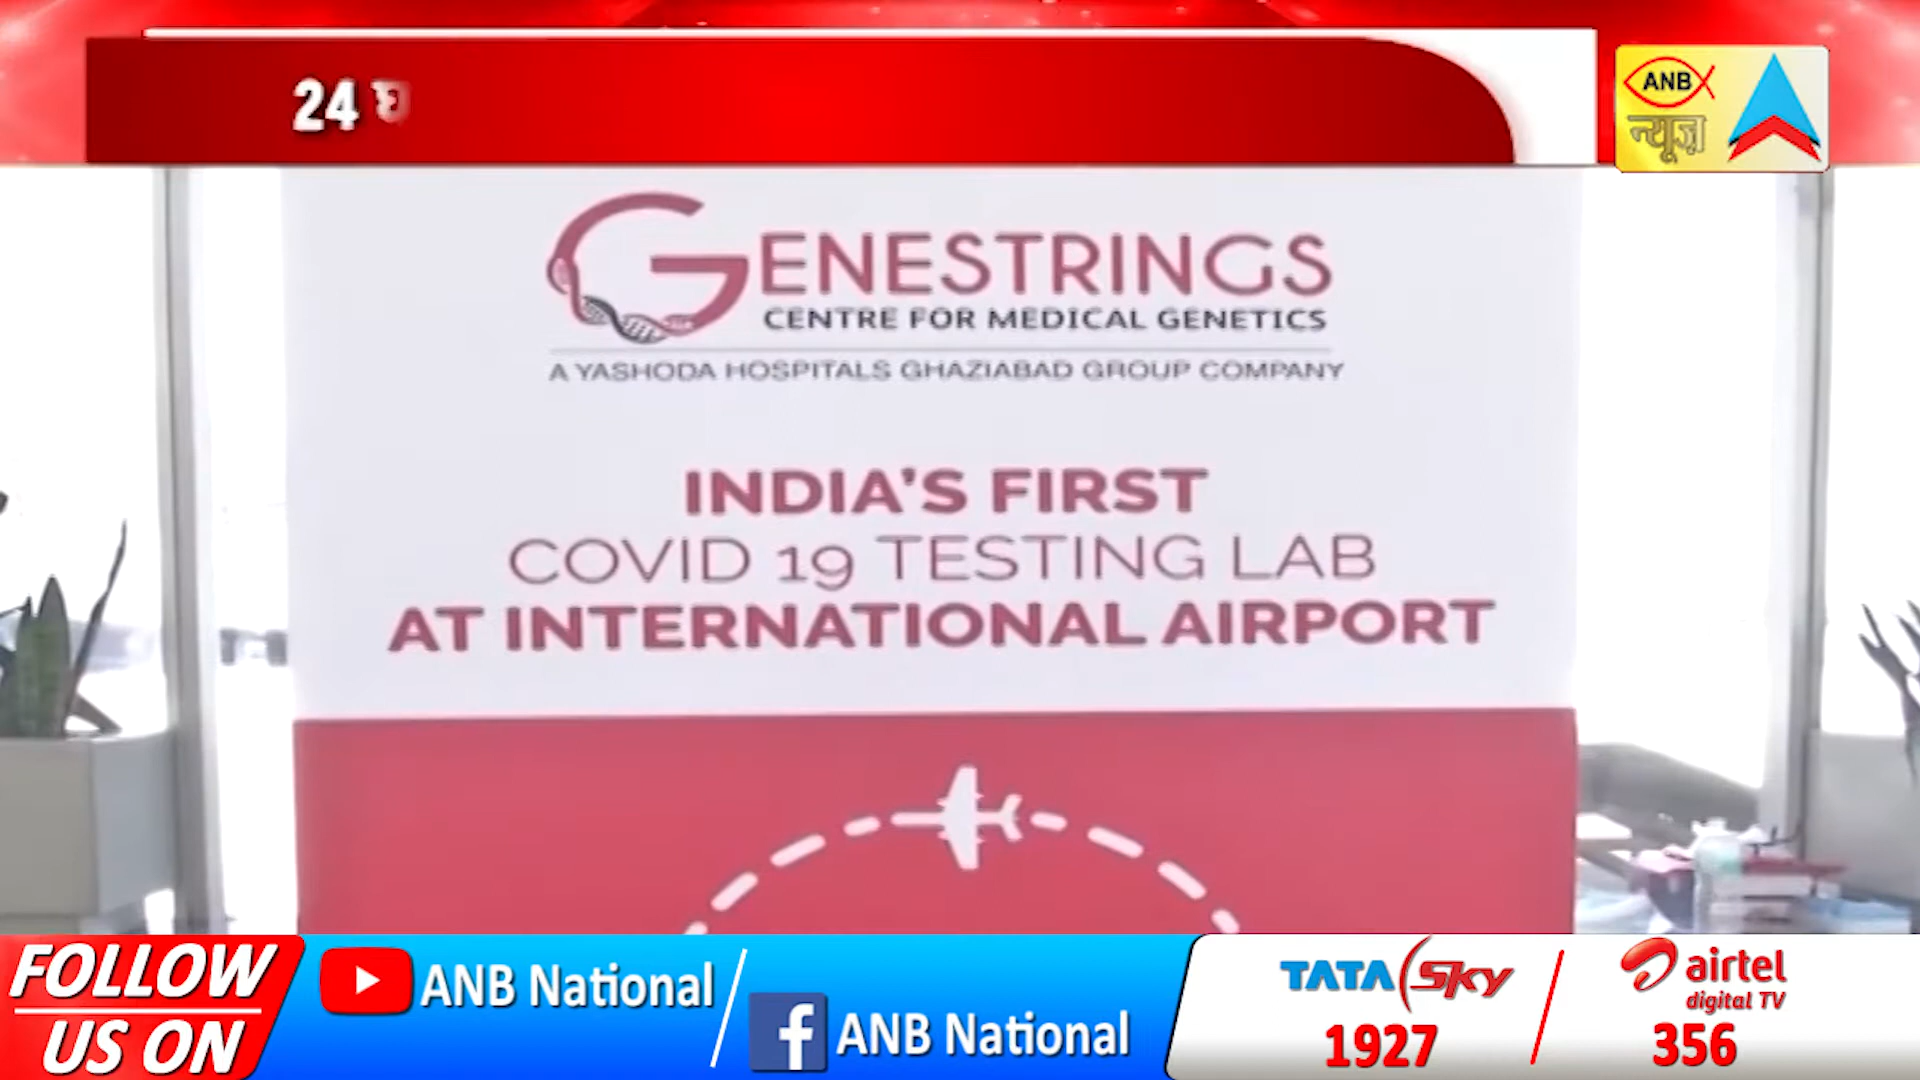 24
ANB
न्यूज़
GENESTRINGS
CENTRE FOR MEDICAL GENETICS
A YASHODA HOSPITALS GHAZIABAD GROUP COMPANY
INDIA'S FIRST
COVID 19 TESTING LAB
AT INTERNATIONAL AIRPORT
FOLLOW
US ON
ANB National
ANB National
TATA Sky
1927
airtel
digital TV
356